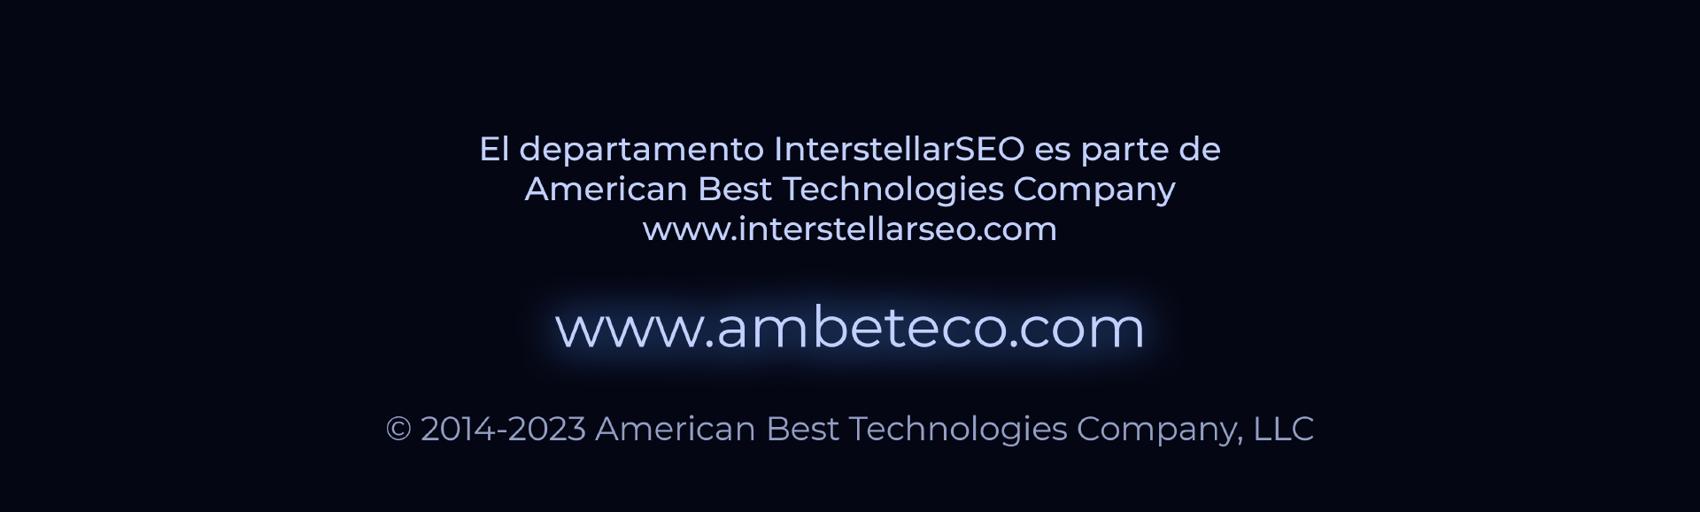 El departamento InterstellarSEO es parte de
American Best Technologies Company
www.interstellarseo.com
www.ambeteco.com
© 2014-2023 American Best Technologies Company, LLC